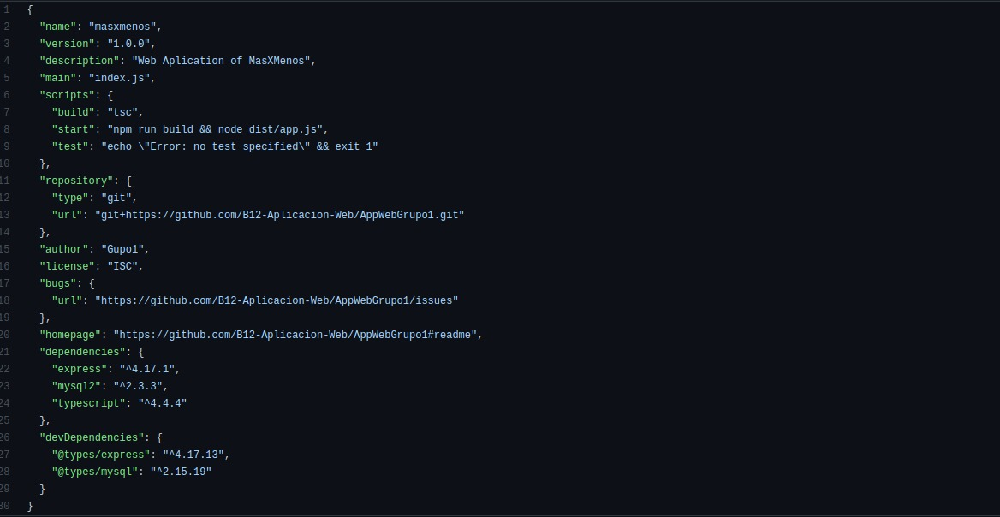 1 {
2 "name": "masxmenos",
3 "version": "1.0.0",
4 "description": "Web Aplication of MasXMenos",
5 "main": "index.js",
6 "scripts": {
7 "build": "tsc",
8 "start": "npm run build && node dist/app.js",
9 "test": "echo \"Error: no test specified\" && exit 1"
10 },
11 "repository": {
12 "type": "git",
13 "url": "git+https://github.com/B12-Aplicacion-Web/AppWebGrupo1.git"
14 },
15 "author": "Gupo1",
16 "license": "ISC",
17 "bugs": {
18 "url": "https://github.com/B12-Aplicacion-Web/AppWebGrupo1/issues"
19 },
20 "homepage": "https://github.com/B12-Aplicacion-Web/AppWebGrupo1#readme",
21 "dependencies": {
22 "express": "^4.17.1",
23 "mysql2": "^2.3.3",
24 "typescript": "^4.4.4"
25 },
26 "devDependencies": {
27 "@types/express": "^4.17.13",
28 "@types/mysql": "^2.15.19"
29 }
30 }